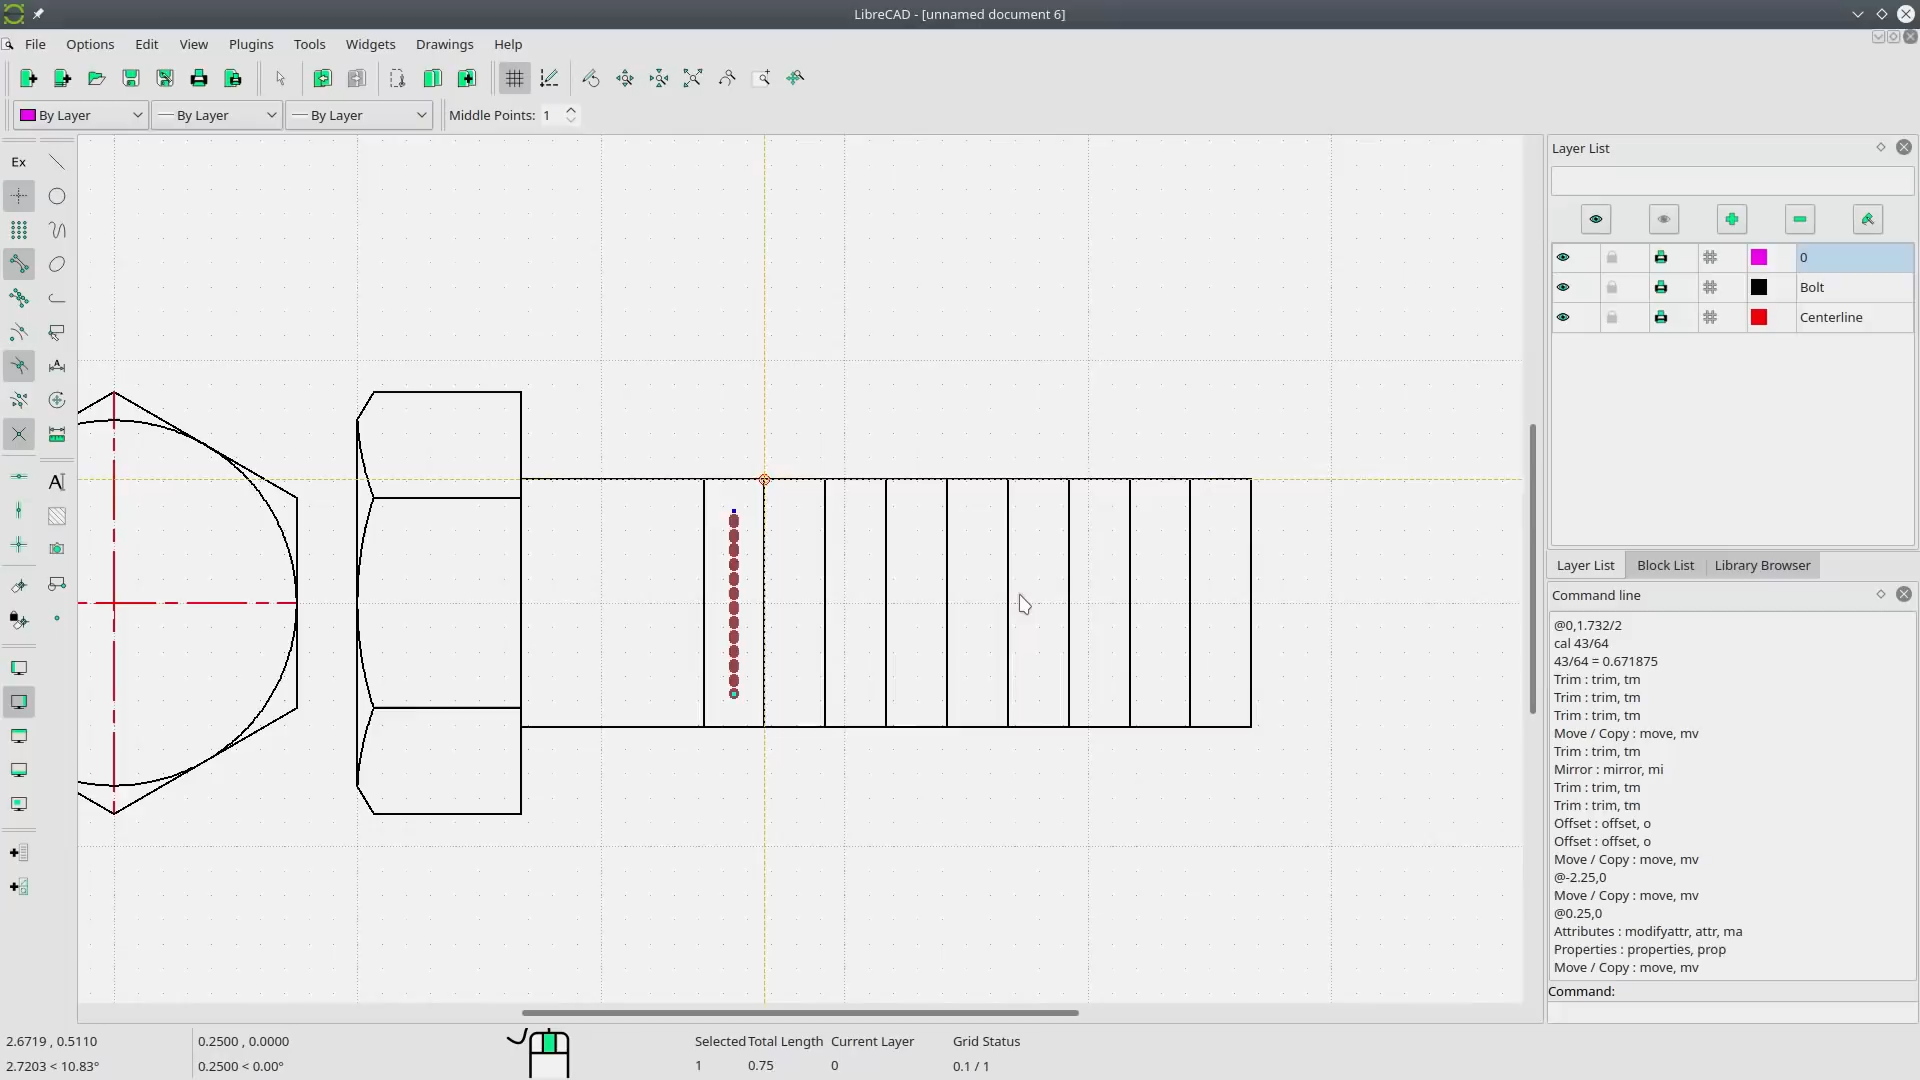 LibreCAD - [unnamed document 6]
File Options Edit View Plugins Tools Widgets Drawings Help
By Layer By Layer By Layer Middle Points: 1
Ex
A
A
Layer List
0
Bolt
Centerline
Layer List Block List Library Browser
Command line
@0,1.732/2
cal 43/64
43/64 = 0.671875
Trim : trim, tm
Trim : trim, tm
Trim : trim, tm
Move / Copy : move, mv
Trim : trim, tm
Mirror : mirror, mi
Trim : trim, tm
Trim : trim, tm
Offset : offset, o
Offset : offset, o
Move / Copy : move, mv
@-2.25,0
Move / Copy : move, mv
@0.25,0
Attributes : modifyattr, attr, ma
Properties : properties, prop
Move / Copy : move, mv
Command:
2.6719 , 0.5110 0.2500 , 0.0000 Selected Total Length Current Layer Grid Status
2.7203 < 10.83° 0.2500 < 0.00° 1 0.75 0 0.1 / 1